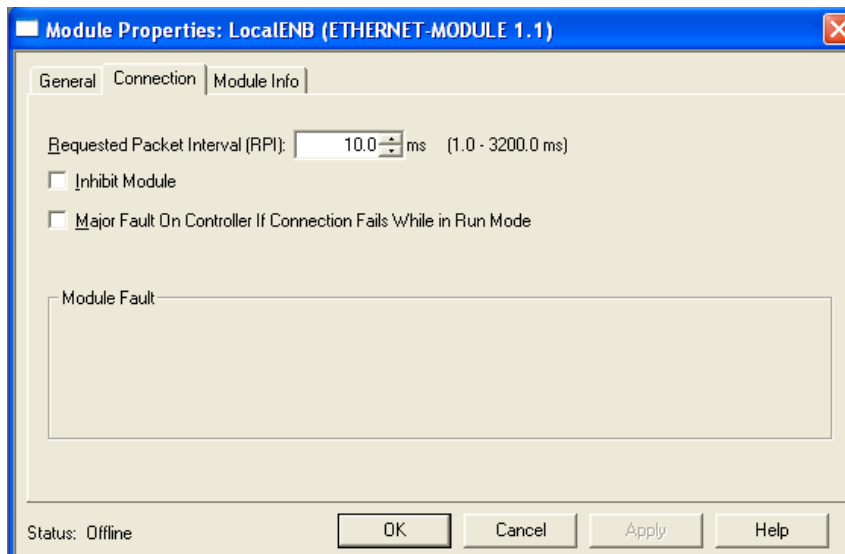 Module Properties: LocalENB (ETHERNET-MODULE 1.1)
General Connection Module Info
Requested Packet Interval (RPI): 10.0 ms (1.0 - 3200.0 ms)
Inhibit Module
Major Fault On Controller If Connection Fails While in Run Mode
Module Fault
Status: Offline OK Cancel Apply Help